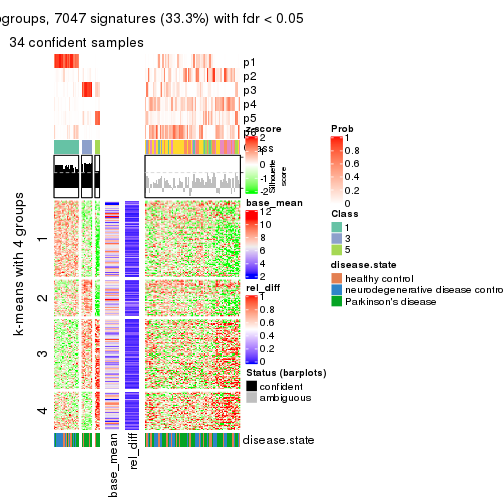 groups, 7047 signatures (33.3%) with fdr < 0.05
34 confident samples
p1
p2
p3
p4
p5
z-score
2
1
0
-1
-2
Silhouette
score
Prob
1
0.8
0.6
0.4
0.2
0
Class
1
3
5
disease.state
healthy control
neurodegenerative disease contro
Parkinson's disease
base_mean
12
10
8
6
4
2
rel_diff
1
0.8
0.6
0.4
0.2
0
Status (barplots)
confident
ambiguous
k-means with 4 groups
1
2
3
4
disease.state
base_mean
rel_diff